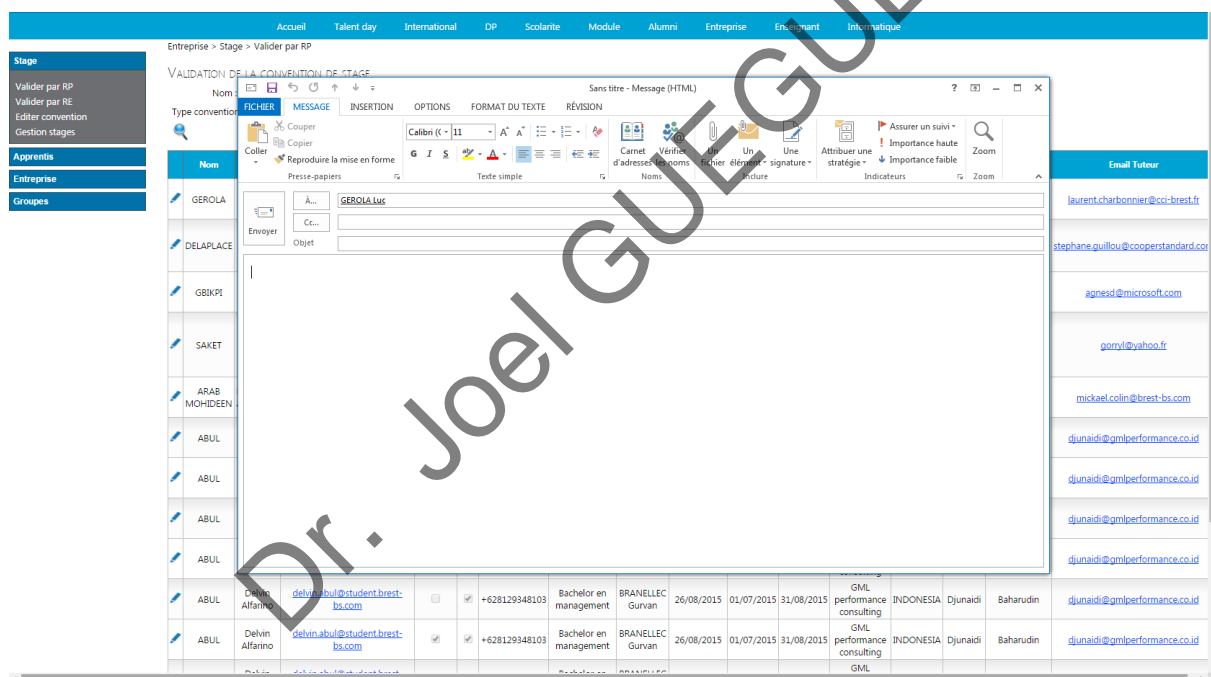 Accueil Talent day International DP Scolarite Module Alumni Entreprise Enseignant Informatique
Entreprise > Stage > Valider par RP
Stage
Valider par RP
Valider par RE
Editer convention
Gestion stages
Apprentis
Entreprise
Groupes
VALIDATION DE LA CONVENTION DE STAGE
Nom :
Type convention
Sans titre - Message (HTML)
FICHIER MESSAGE INSERTION OPTIONS FORMAT DU TEXTE RÉVISION
Coller
Couper
Copier
Reproduire la mise en forme
Presse-papiers
Calibri (( 11
G I S
Texte simple
Carnet d'adresses
Vérifier les noms
Noms
Un fichier
Un élément
Une signature
Inclure
Attribuer une stratégie
Assurer un suivi
Importance haute
Importance faible
Indicateurs
Zoom
Zoom
Envoyer
À... GEROLA Luc
Cc...
Objet
Nom Email Tuteur
GEROLA laurent.charbonnier@cci-brest.fr
DELAPLACE stephane.guillou@cooperstandard.cor
GBIKPI agnesd@microsoft.com
SAKET gorryl@yahoo.fr
ARAB MOHIDEEN mickael.colin@brest-bs.com
ABUL djunaidi@gmlperformance.co.id
ABUL djunaidi@gmlperformance.co.id
ABUL djunaidi@gmlperformance.co.id
ABUL djunaidi@gmlperformance.co.id
ABUL Delvin Alfarino delvin.abul@student.brest-bs.com +628129348103 Bachelor en management BRANELLEC Gurvan 26/08/2015 01/07/2015 31/08/2015 GML performance consulting INDONESIA Djunaidi Baharudin djunaidi@gmlperformance.co.id
ABUL Delvin Alfarino delvin.abul@student.brest-bs.com +628129348103 Bachelor en management BRANELLEC Gurvan 26/08/2015 01/07/2015 31/08/2015 GML performance consulting INDONESIA Djunaidi Baharudin djunaidi@gmlperformance.co.id
GML
Dr. Joel GUEGU